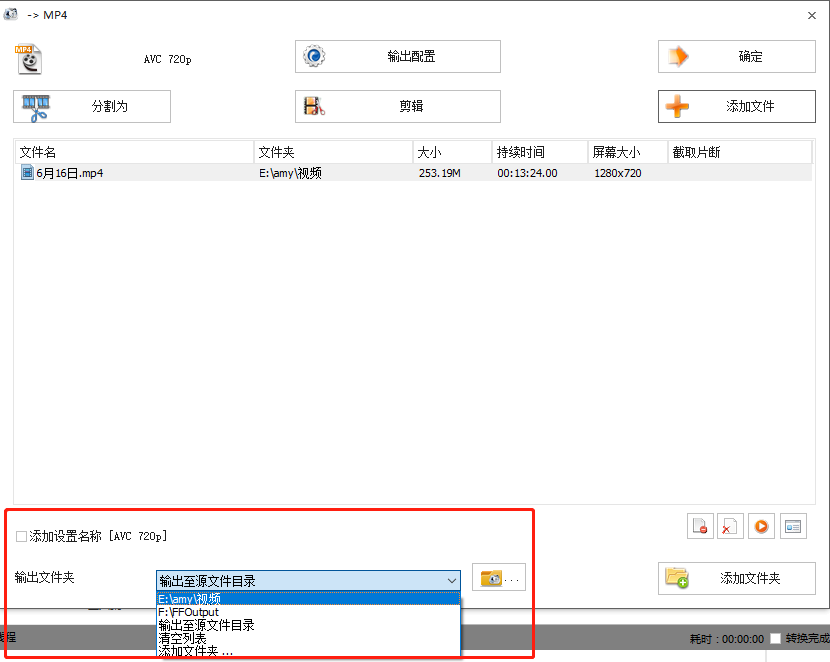 -> MP4
MP4
AVC 720p
输出配置
确定
分割为
剪辑
添加文件
文件名 文件夹 大小 持续时间 屏幕大小 截取片断
6月16日.mp4 E:\amy\视频 253.19M 00:13:24.00 1280x720
添加设置名称 [AVC 720p]
输出文件夹
输出至源文件目录
...
添加文件夹
E:\amy\视频
F:\FFOutput
输出至源文件目录
清空列表
添加文件夹 ...
程
耗时 : 00:00:00
转换完成